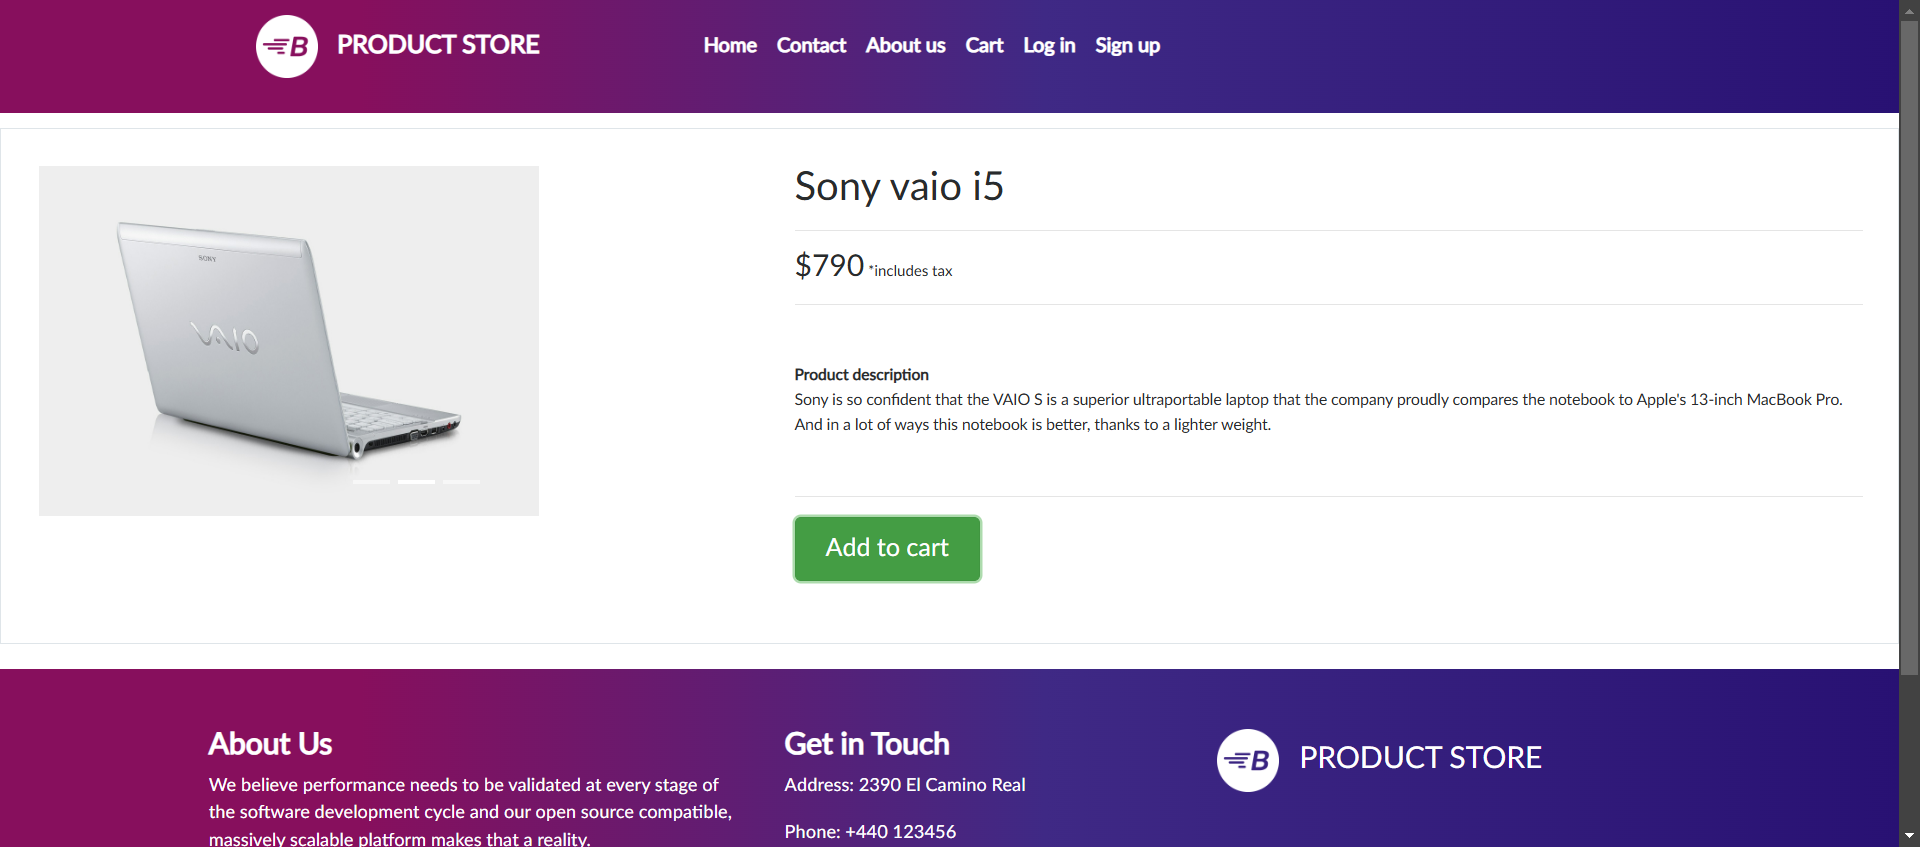 B PRODUCT STORE
Home Contact About us Cart Log in Sign up
SONY
VAIO
Sony vaio i5
$790 *includes tax
Product description
Sony is so confident that the VAIO S is a superior ultraportable laptop that the company proudly compares the notebook to Apple's 13-inch MacBook Pro.
And in a lot of ways this notebook is better, thanks to a lighter weight.
Add to cart
About Us
We believe performance needs to be validated at every stage of
the software development cycle and our open source compatible,
massively scalable platform makes that a reality.
Get in Touch
Address: 2390 El Camino Real
Phone: +440 123456
B PRODUCT STORE